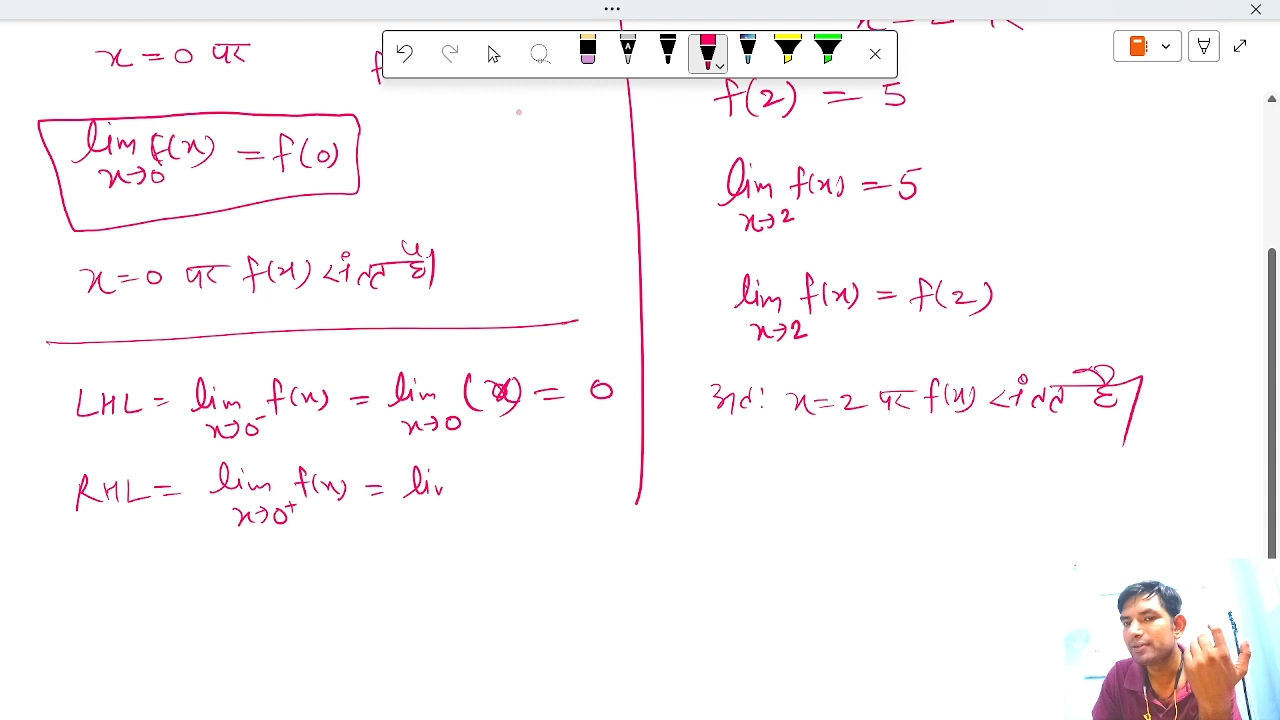 x = 0 पर
lim f(x) = f(0)
x→0
x = 0 पर f(x) संतत है।
LHL = lim f(x) = lim (x) = 0
x→0⁻ x→0
RHL = lim f(x) = li
x→0⁺
f(2) = 5
lim f(x) = 5
x→2
lim f(x) = f(2)
x→2
अतः x = 2 पर f(x) संतत है।